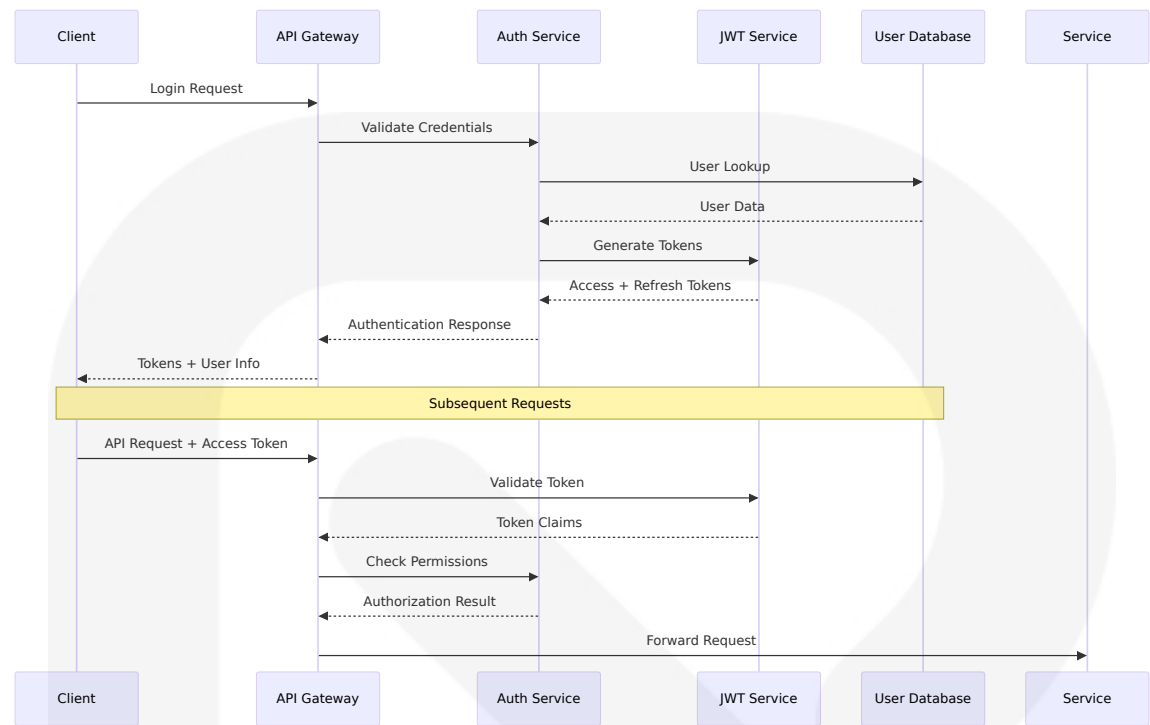 Client
API Gateway
Auth Service
JWT Service
User Database
Service
Login Request
Validate Credentials
User Lookup
User Data
Generate Tokens
Access + Refresh Tokens
Authentication Response
Tokens + User Info
Subsequent Requests
API Request + Access Token
Validate Token
Token Claims
Check Permissions
Authorization Result
Forward Request
Client
API Gateway
Auth Service
JWT Service
User Database
Service